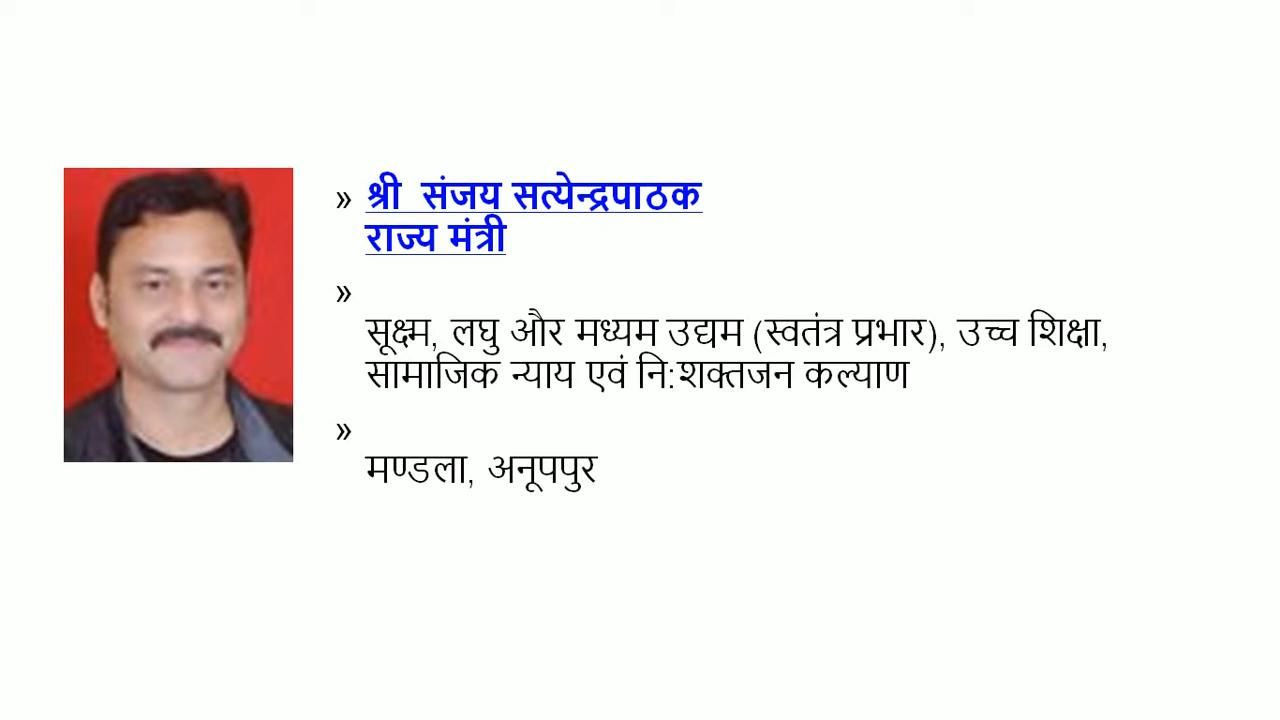 » श्री संजय सत्येन्द्रपाठक
राज्य मंत्री
»
सूक्ष्म, लघु और मध्यम उद्यम (स्वतंत्र प्रभार), उच्च शिक्षा,
सामाजिक न्याय एवं नि:शक्तजन कल्याण
»
मण्डला, अनूपपुर